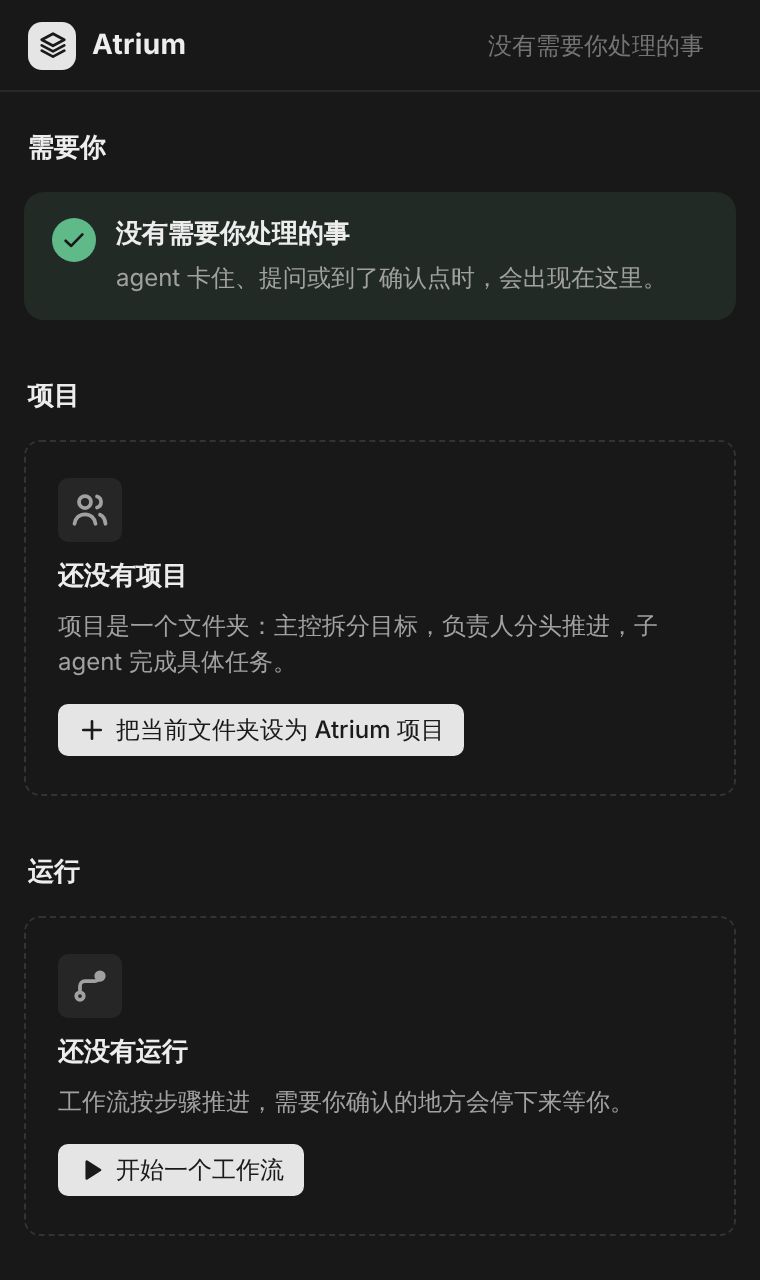 Atrium
没有需要你处理的事
需要你
没有需要你处理的事
agent 卡住、提问或到了确认点时，会出现在这里。
项目
还没有项目
项目是一个文件夹：主控拆分目标，负责人分头推进，子
agent 完成具体任务。
把当前文件夹设为 Atrium 项目
运行
还没有运行
工作流按步骤推进，需要你确认的地方会停下来等你。
开始一个工作流